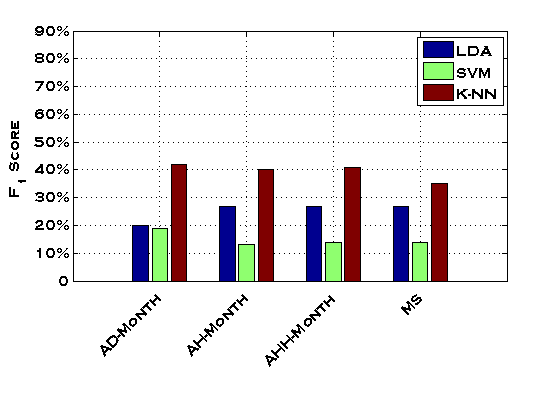 90%
80%
70%
60%
50%
40%
30%
20%
10%
0
F1 Score
LDA
SVM
K-NN
AD-Month
AH-Month
AHH-Month
MS